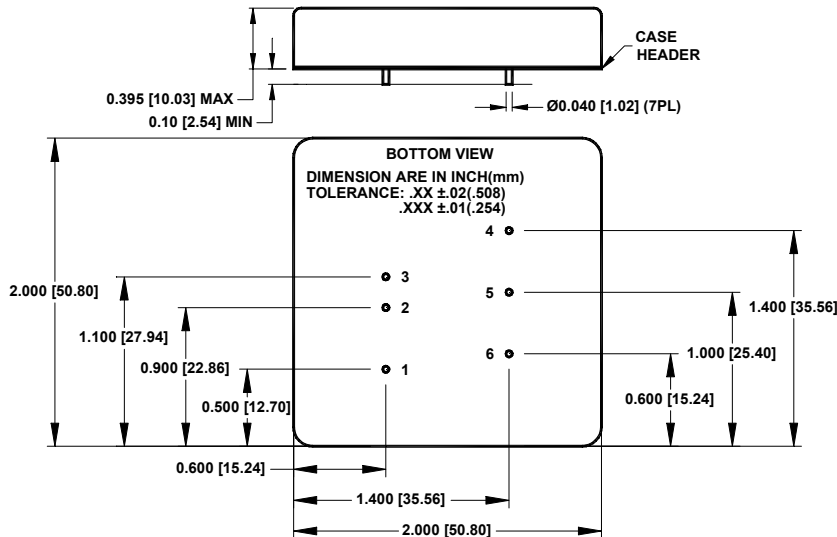 CASE
HEADER
0.395 [10.03] MAX
0.10 [2.54] MIN
Ø0.040 [1.02] (7PL)
BOTTOM VIEW
DIMENSION ARE IN INCH(mm)
TOLERANCE: .XX ±.02(.508)
.XXX ±.01(.254)
4
3
5
2
6
1
2.000 [50.80]
1.100 [27.94]
0.900 [22.86]
0.500 [12.70]
1.400 [35.56]
1.000 [25.40]
0.600 [15.24]
0.600 [15.24]
1.400 [35.56]
2.000 [50.80]